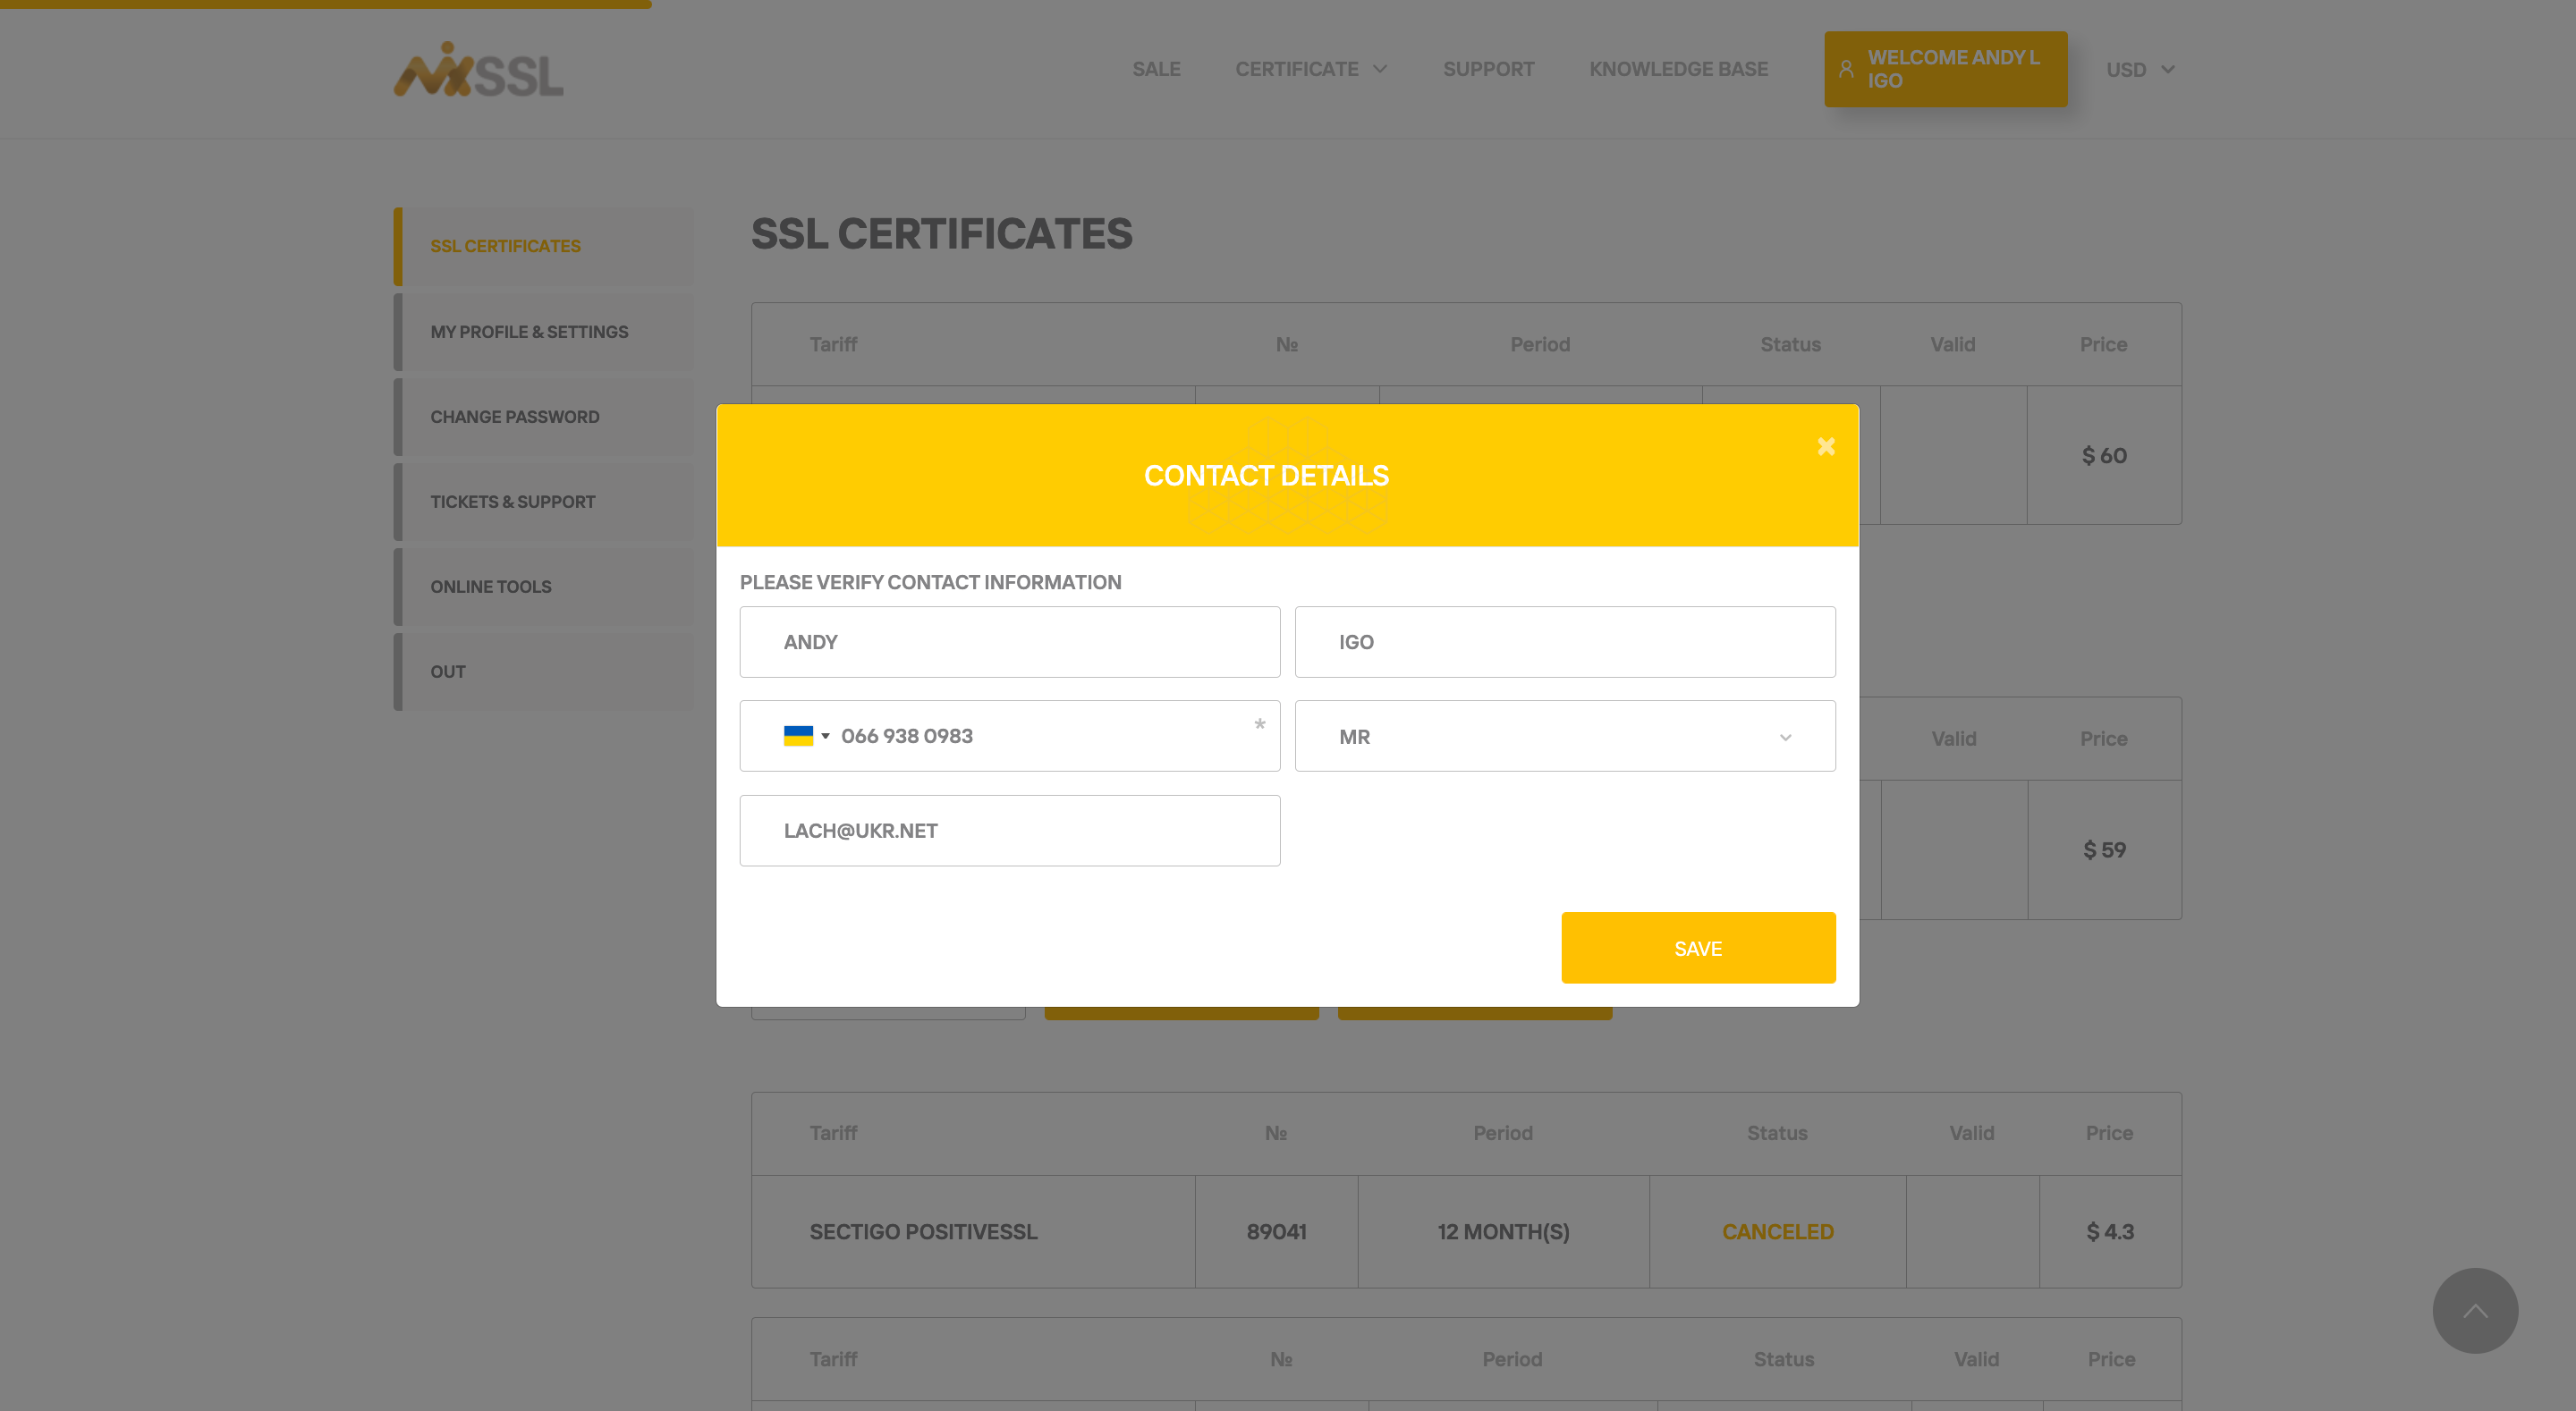 MIXSSL
SALE
CERTIFICATE
SUPPORT
KNOWLEDGE BASE
WELCOME ANDY L
IGO
USD
SSL CERTIFICATES
MY PROFILE & SETTINGS
CHANGE PASSWORD
TICKETS & SUPPORT
ONLINE TOOLS
OUT
SSL CERTIFICATES
Tariff № Period Status Valid Price
$ 60
CONTACT DETAILS
×
PLEASE VERIFY CONTACT INFORMATION
ANDY
IGO
066 938 0983 *
MR
LACH@UKR.NET
SAVE
Valid Price
$ 59
Tariff № Period Status Valid Price
SECTIGO POSITIVESSL 89041 12 MONTH(S) CANCELED $ 4.3
Tariff № Period Status Valid Price